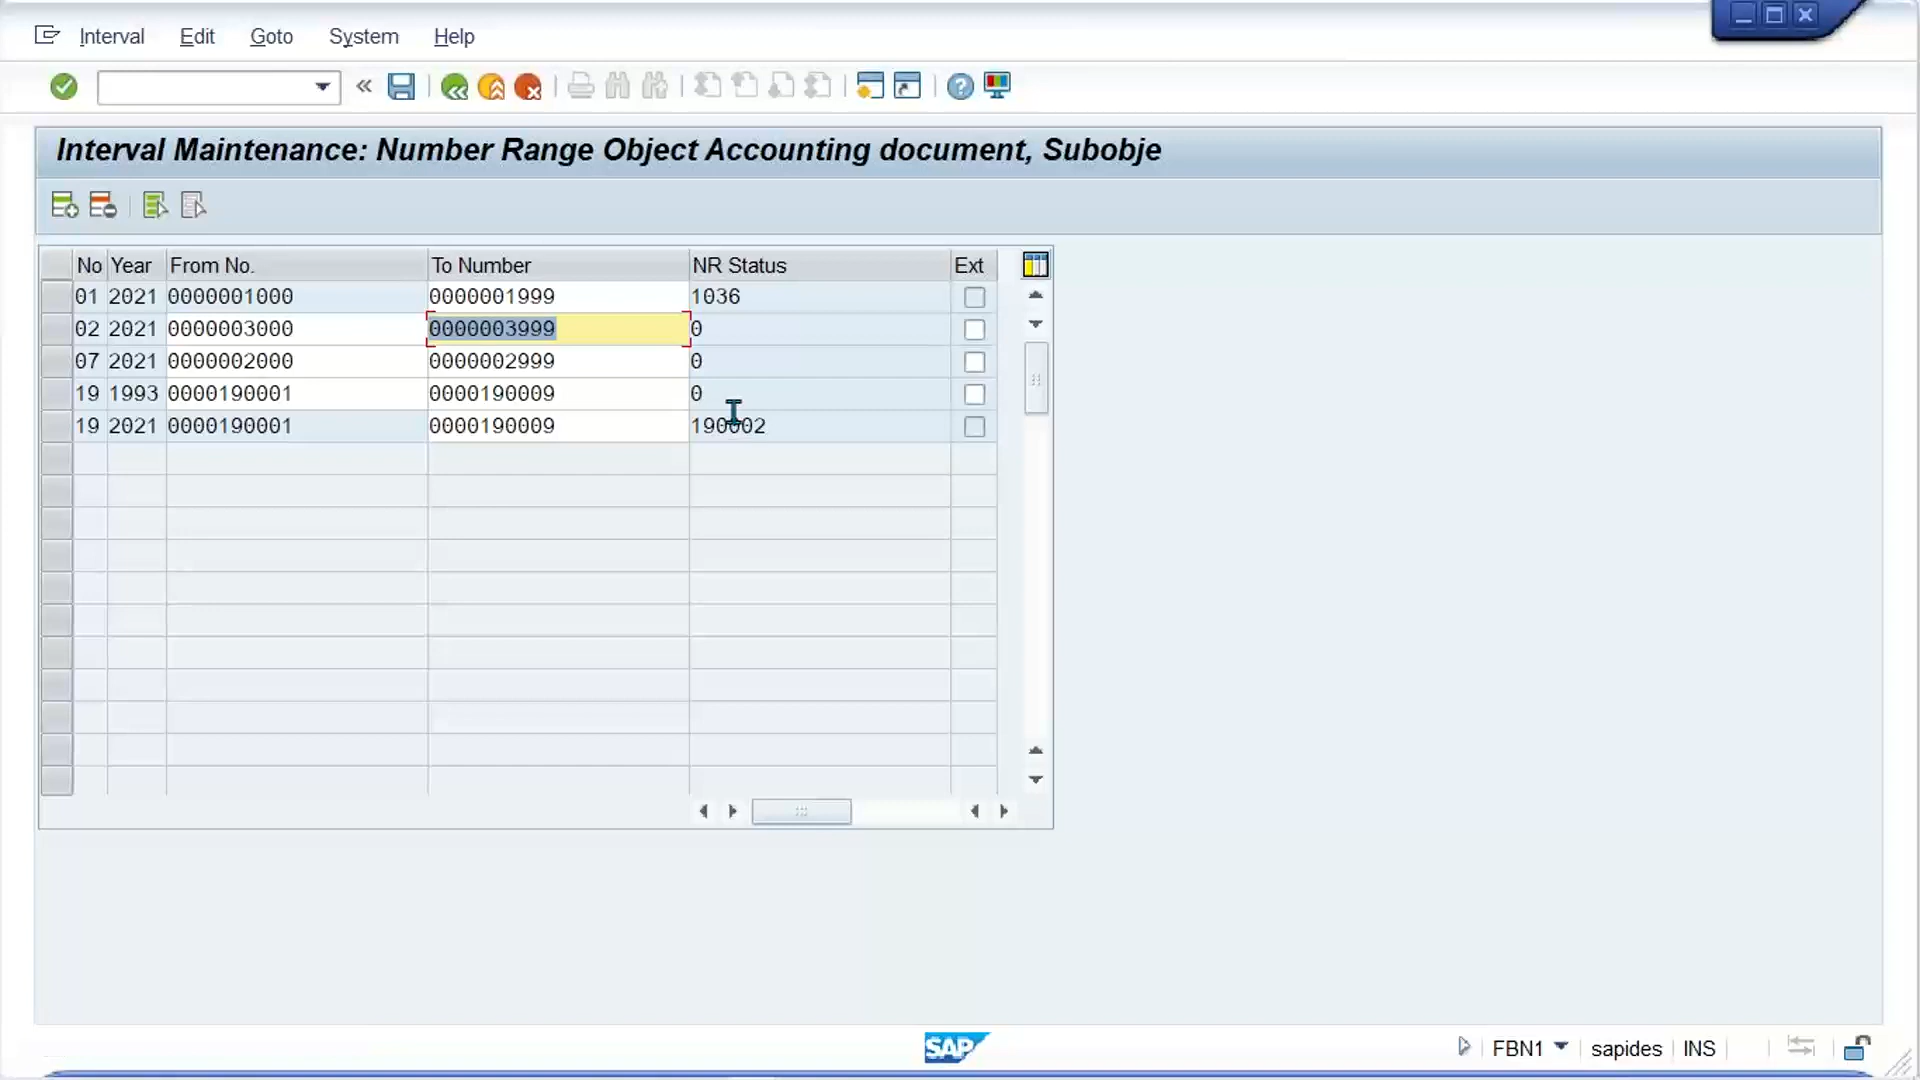 Interval Edit Goto System Help
Interval Maintenance: Number Range Object Accounting document, Subobje
No Year From No. To Number NR Status Ext
01 2021 0000001000 0000001999 1036
02 2021 0000003000 0000003999 0
07 2021 0000002000 0000002999 0
19 1993 0000190001 0000190009 0
19 2021 0000190001 0000190009 190002
SAP FBN1 sapides INS